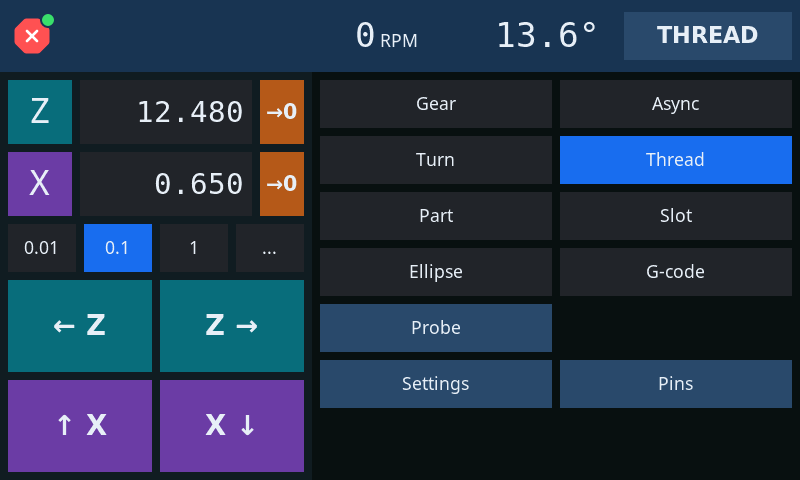 0 RPM 13.6° THREAD
Z 12.480 →0
X 0.650 →0
0.01 0.1 1 ...
← Z Z →
↑ X X ↓
Gear Async
Turn Thread
Part Slot
Ellipse G-code
Probe
Settings Pins